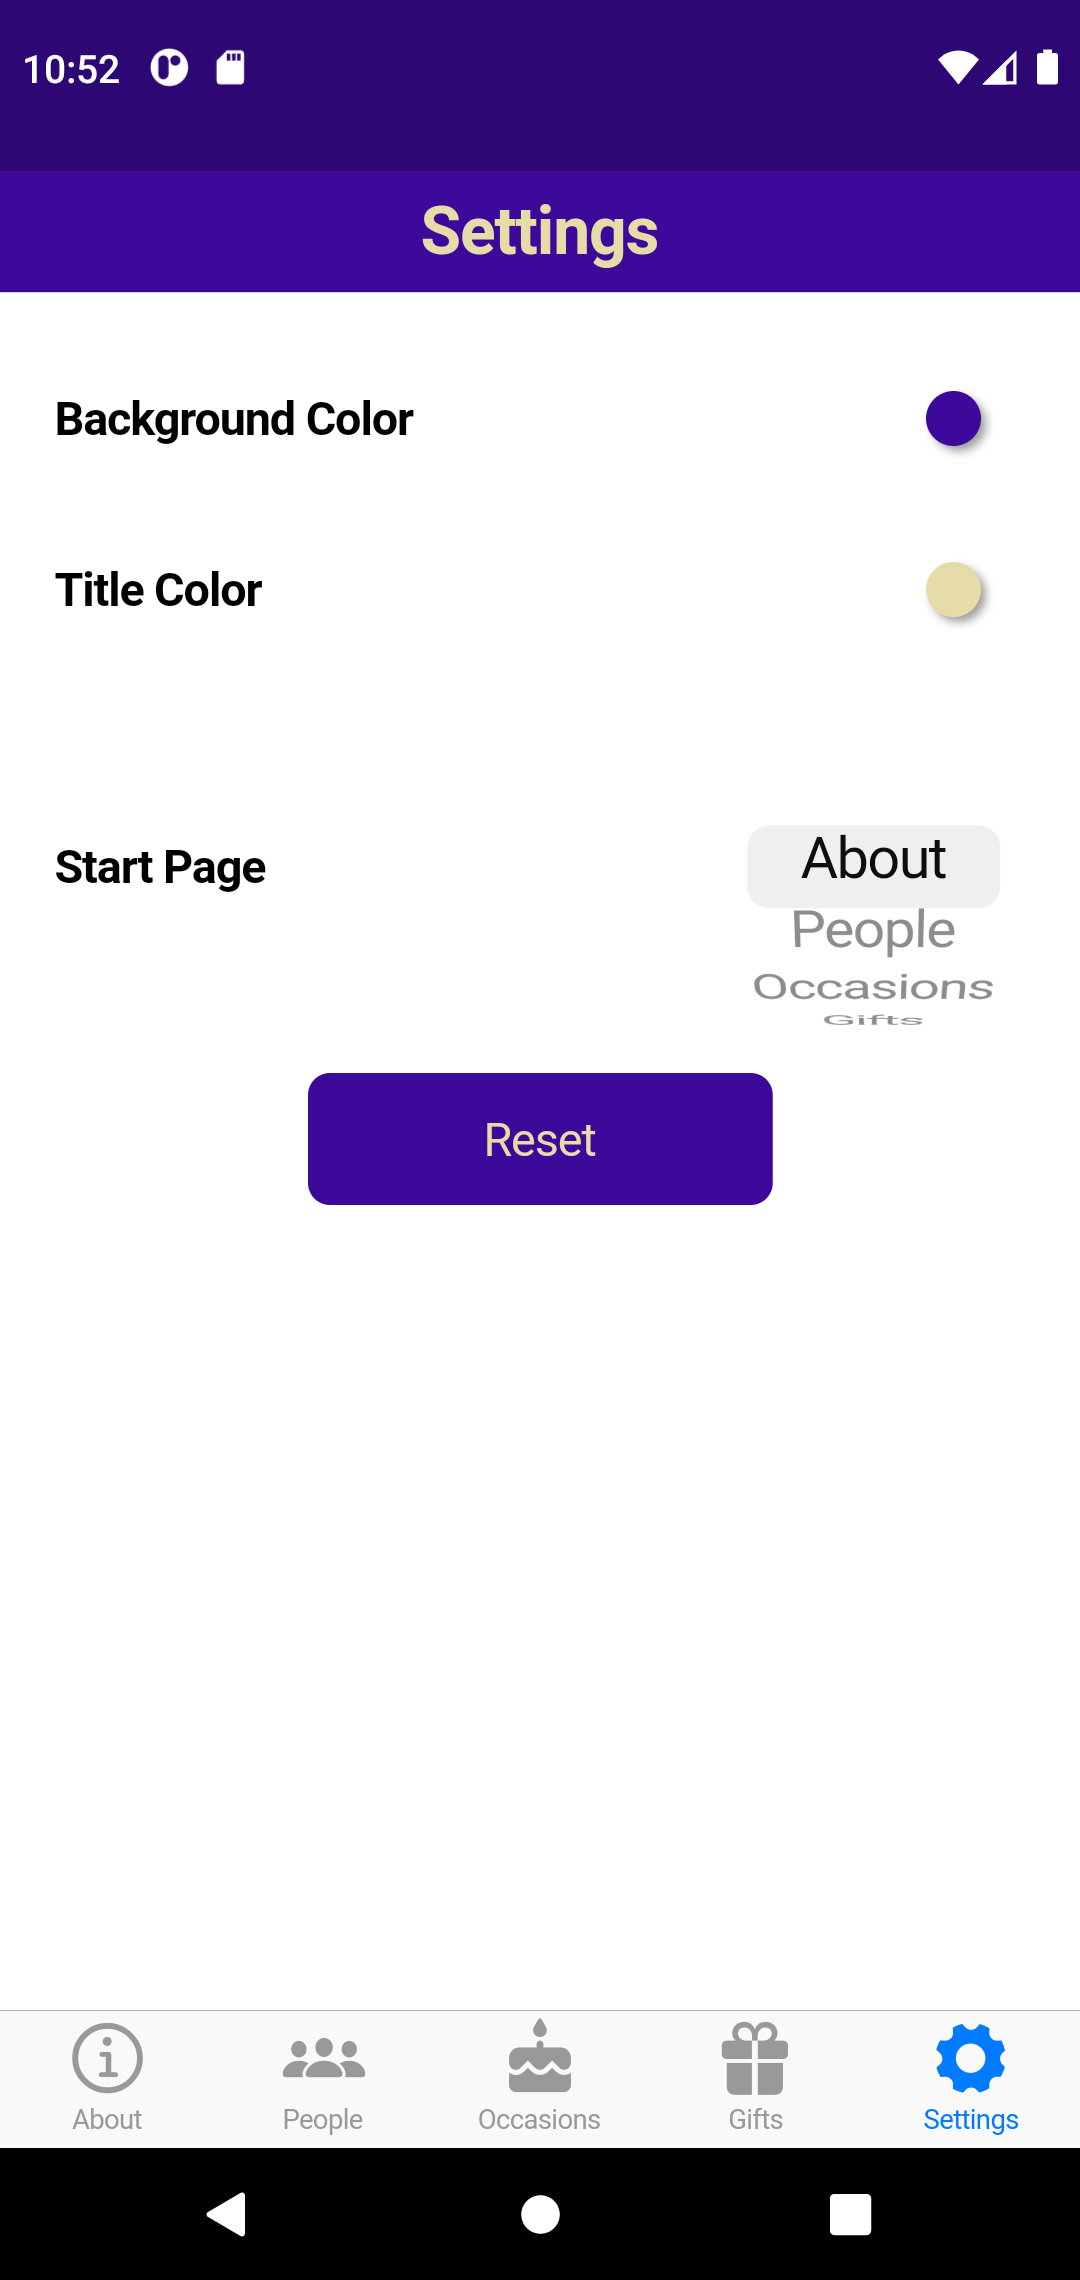 10:52
Settings
Background Color
Title Color
Start Page
About
People
Occasions
Gifts
Reset
About
People
Occasions
Gifts
Settings